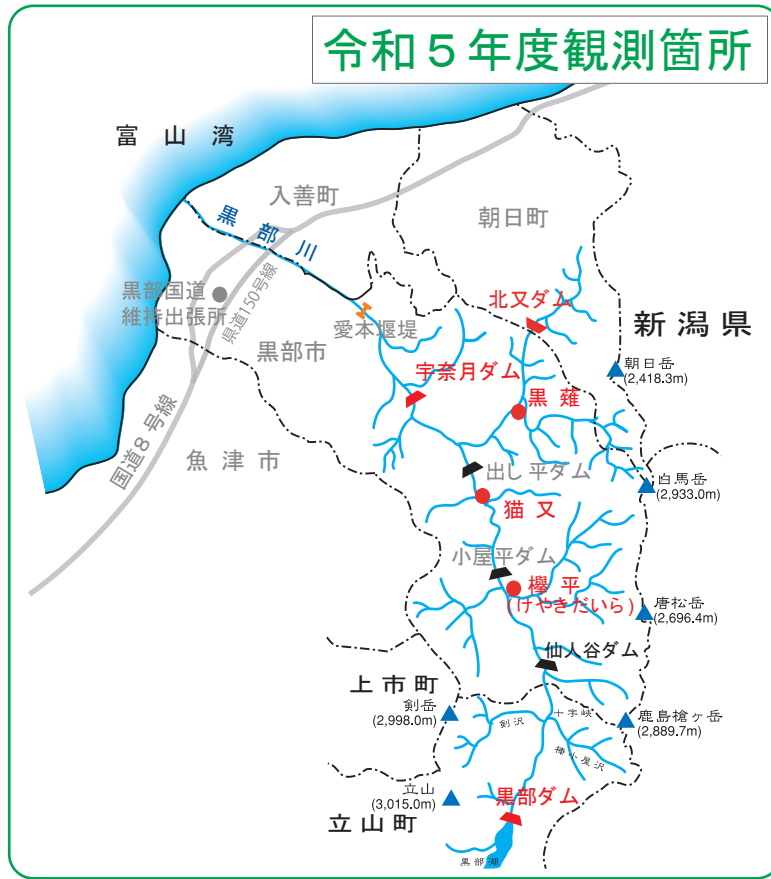 令和５年度観測箇所
富山湾
入善町
朝日町
黒部川
北又ダム
新潟県
黒部国道
維持出張所
県道150号線
愛本堰堤
黒部市
宇奈月ダム
朝日岳
(2,418.3m)
黒薙
国道8号線
魚津市
出し平ダム
白馬岳
(2,933.0m)
猫又
小屋平ダム
欅平
(けやきだいら)
唐松岳
(2,696.4m)
仙人谷ダム
上市町
剣岳
(2,998.0m)
剣沢
十字峡
鹿島槍ヶ岳
(2,889.7m)
棒小屋沢
立山
(3,015.0m)
黒部ダム
立山町
黒部湖